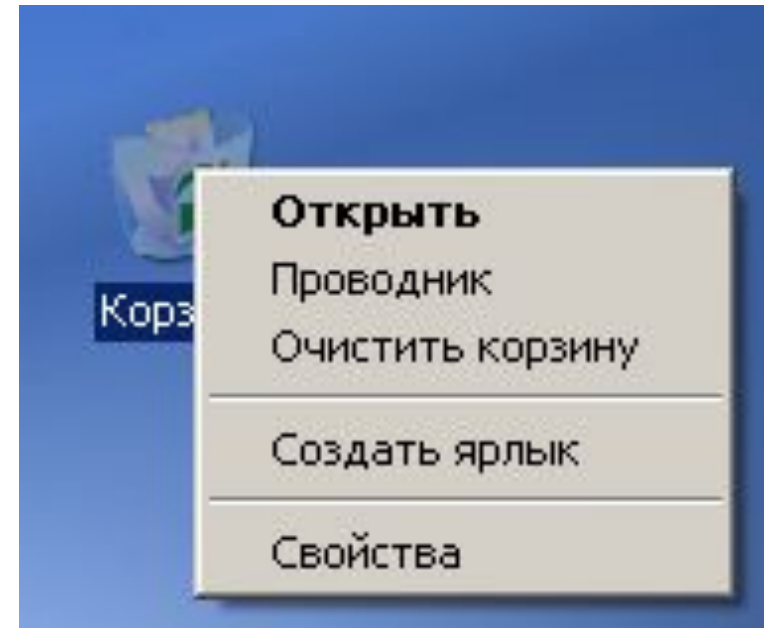 Открыть
Проводник
Очистить корзину
Создать ярлык
Свойства
Корз